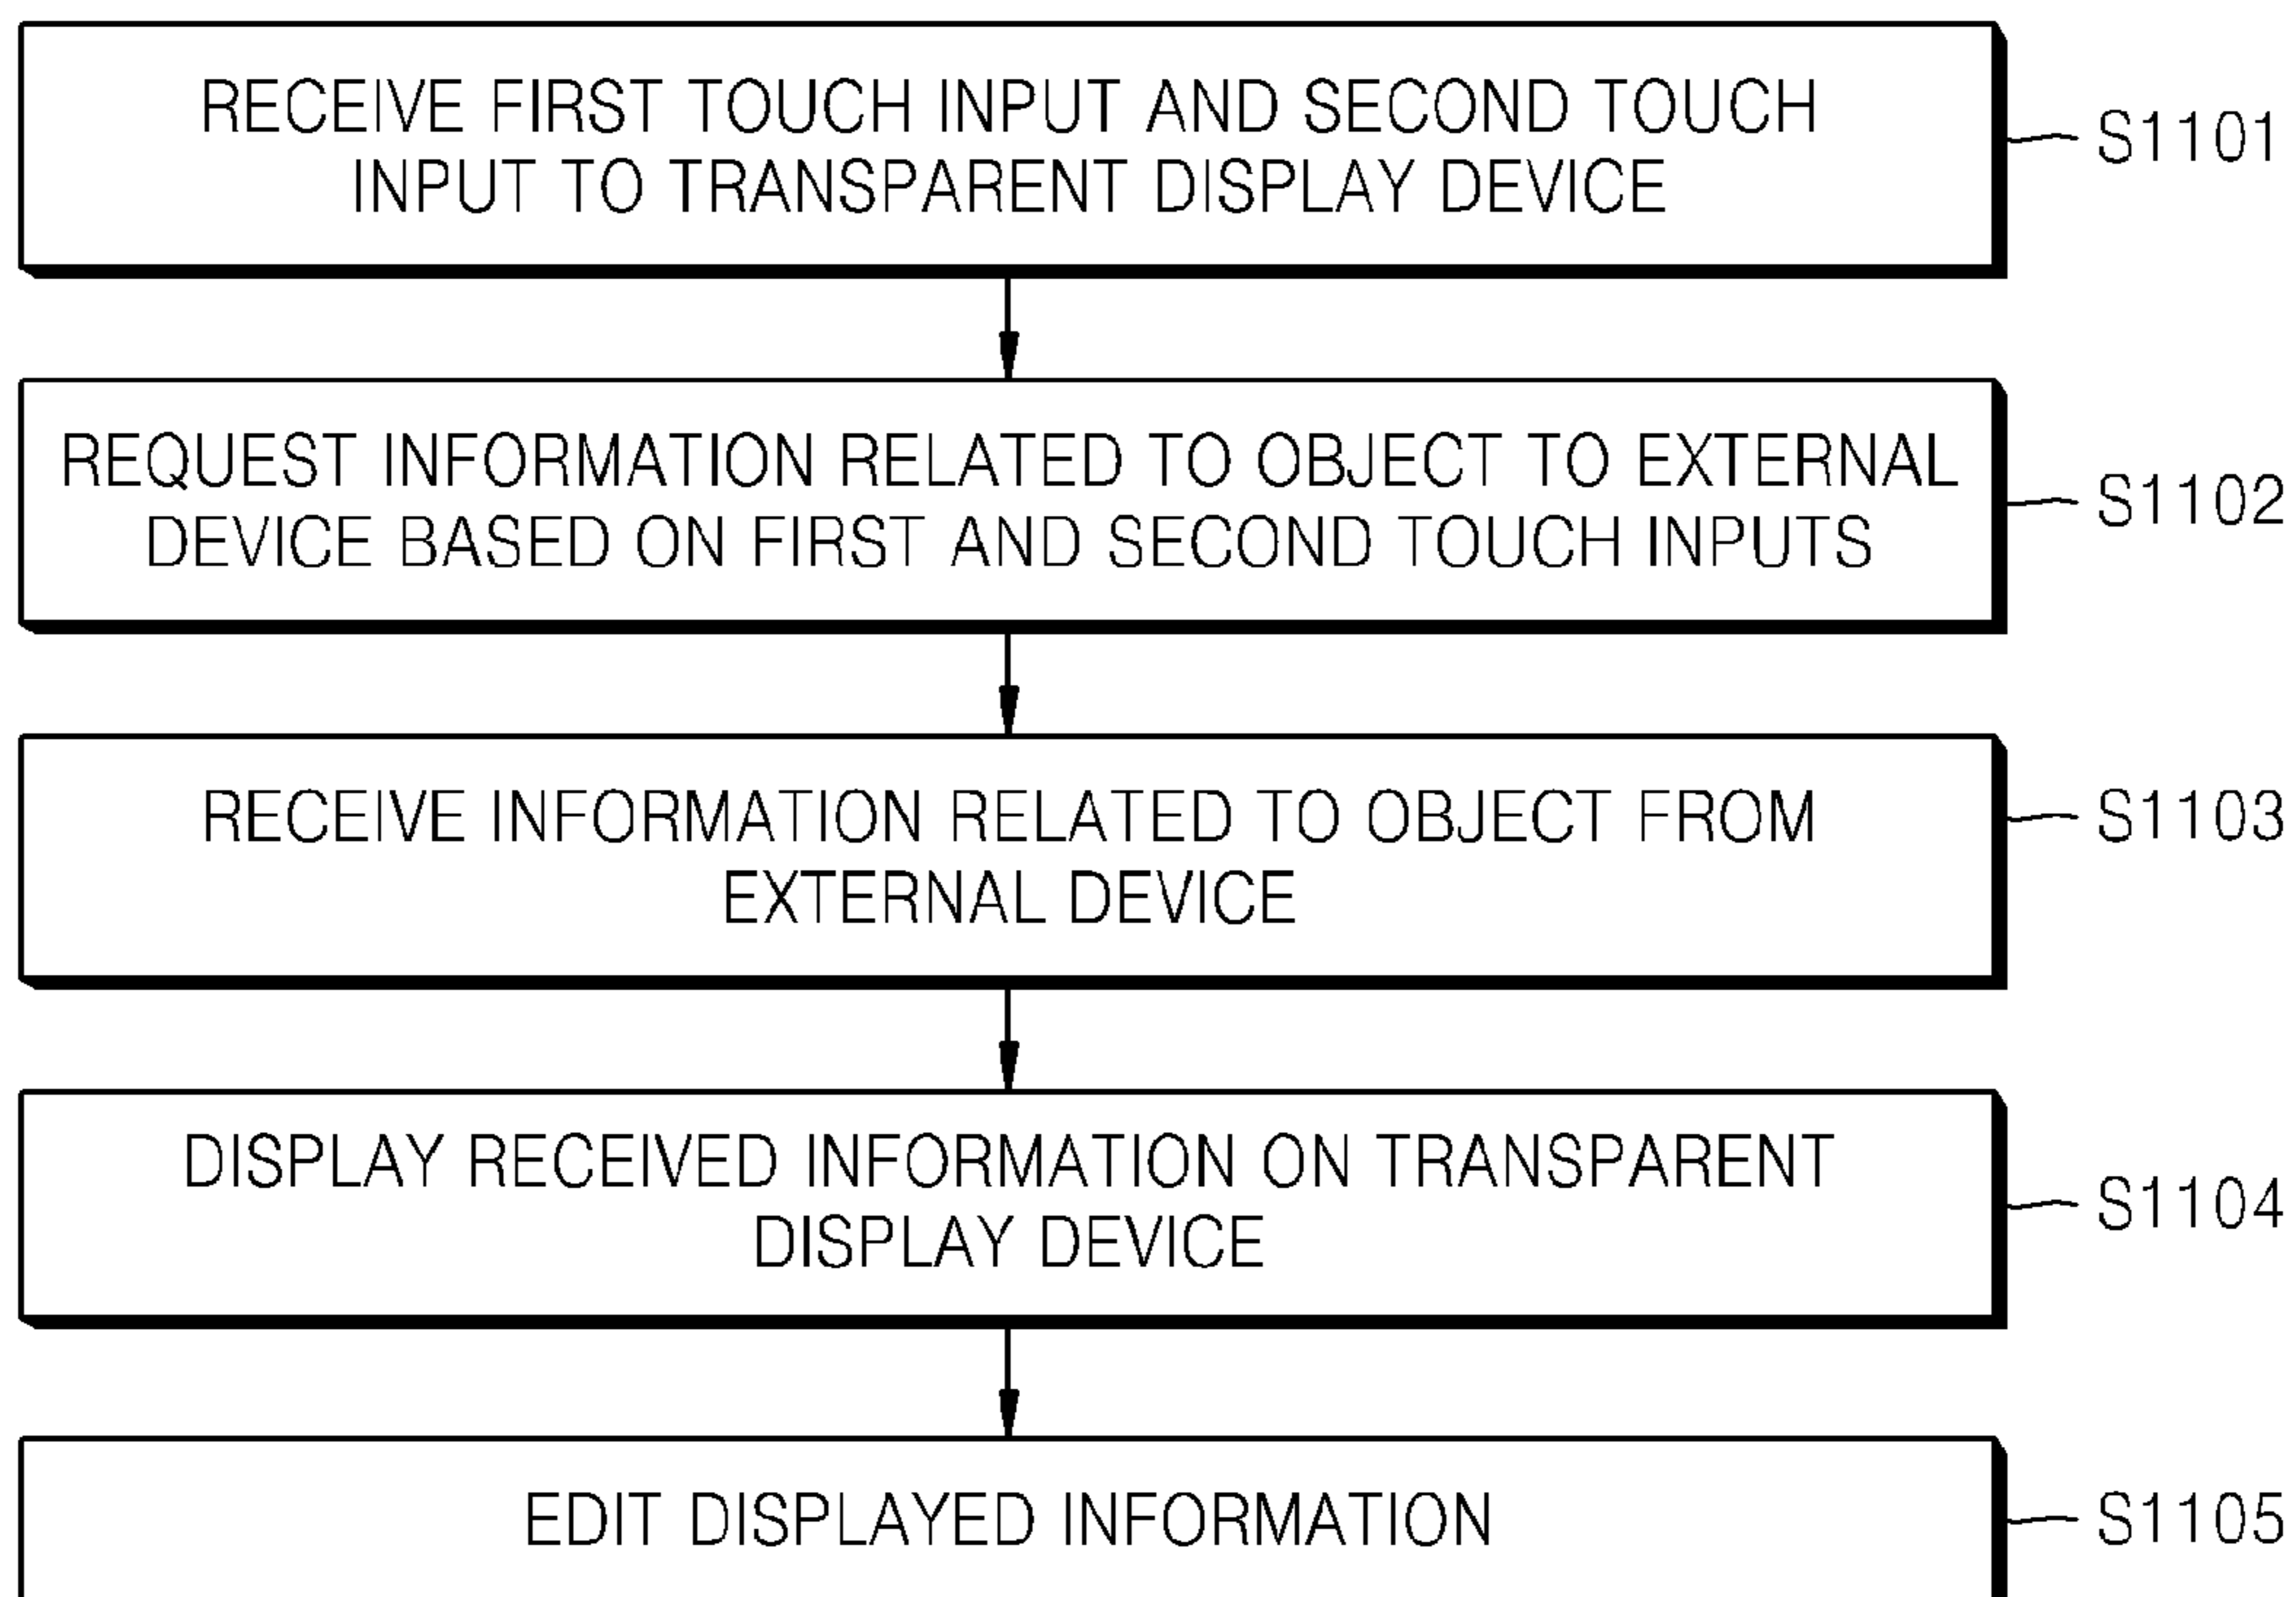 RECEIVE FIRST TOUCH INPUT AND SECOND TOUCH
INPUT TO TRANSPARENT DISPLAY DEVICE
S1101
REQUEST INFORMATION RELATED TO OBJECT TO EXTERNAL
DEVICE BASED ON FIRST AND SECOND TOUCH INPUTS
S1102
RECEIVE INFORMATION RELATED TO OBJECT FROM
EXTERNAL DEVICE
S1103
DISPLAY RECEIVED INFORMATION ON TRANSPARENT
DISPLAY DEVICE
S1104
EDIT DISPLAYED INFORMATION
S1105